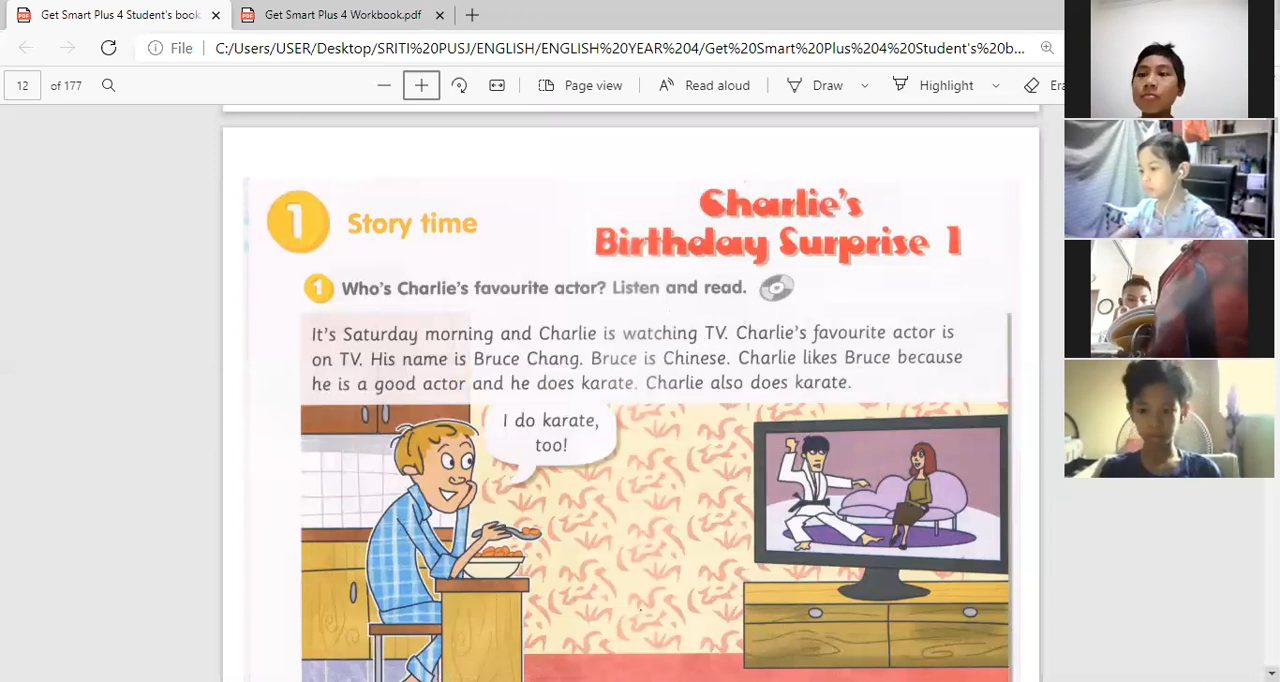 Get Smart Plus 4 Student's book
Get Smart Plus 4 Workbook.pdf
File
C:/Users/USER/Desktop/SRITI%20PUSJ/ENGLISH/ENGLISH%20YEAR%204/Get%20Smart%20Plus%204%20Student's%20b...
12 of 177
Page view
Read aloud
Draw
Highlight
Era
1 Story time
Charlie's
Birthday Surprise 1
1 Who's Charlie's favourite actor? Listen and read.
It's Saturday morning and Charlie is watching TV. Charlie's favourite actor is
on TV. His name is Bruce Chang. Bruce is Chinese. Charlie likes Bruce because
he is a good actor and he does karate. Charlie also does karate.
I do karate,
too!